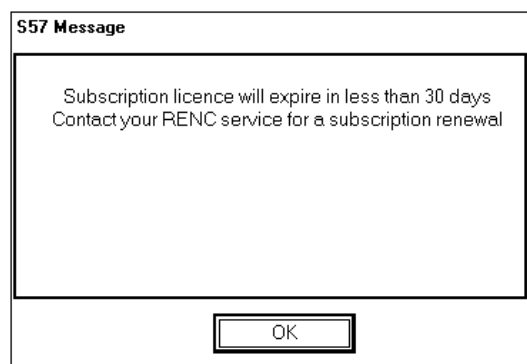 S57 Message
Subscription licence will expire in less than 30 days
Contact your RENC service for a subscription renewal
OK